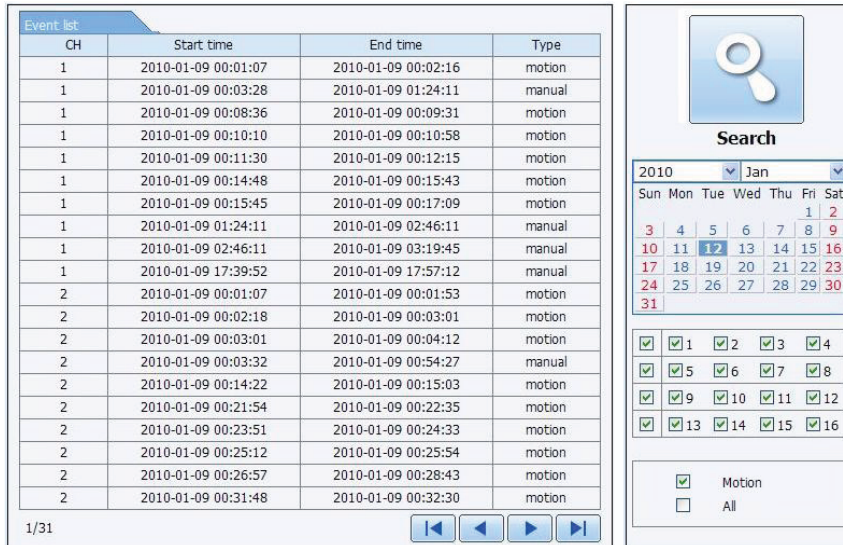 Event list
CH Start time End time Type
1 2010-01-09 00:01:07 2010-01-09 00:02:16 motion
1 2010-01-09 00:03:28 2010-01-09 01:24:11 manual
1 2010-01-09 00:08:36 2010-01-09 00:09:31 motion
1 2010-01-09 00:10:10 2010-01-09 00:10:58 motion
1 2010-01-09 00:11:30 2010-01-09 00:12:15 motion
1 2010-01-09 00:14:48 2010-01-09 00:15:43 motion
1 2010-01-09 00:15:45 2010-01-09 00:17:09 motion
1 2010-01-09 01:24:11 2010-01-09 02:46:11 manual
1 2010-01-09 02:46:11 2010-01-09 03:19:45 manual
1 2010-01-09 17:39:52 2010-01-09 17:57:12 manual
2 2010-01-09 00:01:07 2010-01-09 00:01:53 motion
2 2010-01-09 00:02:18 2010-01-09 00:03:01 motion
2 2010-01-09 00:03:01 2010-01-09 00:04:12 motion
2 2010-01-09 00:03:32 2010-01-09 00:54:27 manual
2 2010-01-09 00:14:22 2010-01-09 00:15:03 motion
2 2010-01-09 00:21:54 2010-01-09 00:22:35 motion
2 2010-01-09 00:23:51 2010-01-09 00:24:33 motion
2 2010-01-09 00:25:12 2010-01-09 00:25:54 motion
2 2010-01-09 00:26:57 2010-01-09 00:28:43 motion
2 2010-01-09 00:31:48 2010-01-09 00:32:30 motion
1/31
Search
2010 Jan
Sun Mon Tue Wed Thu Fri Sat
1 2
3 4 5 6 7 8 9
10 11 12 13 14 15 16
17 18 19 20 21 22 23
24 25 26 27 28 29 30
31
1 2 3 4
5 6 7 8
9 10 11 12
13 14 15 16
Motion
All